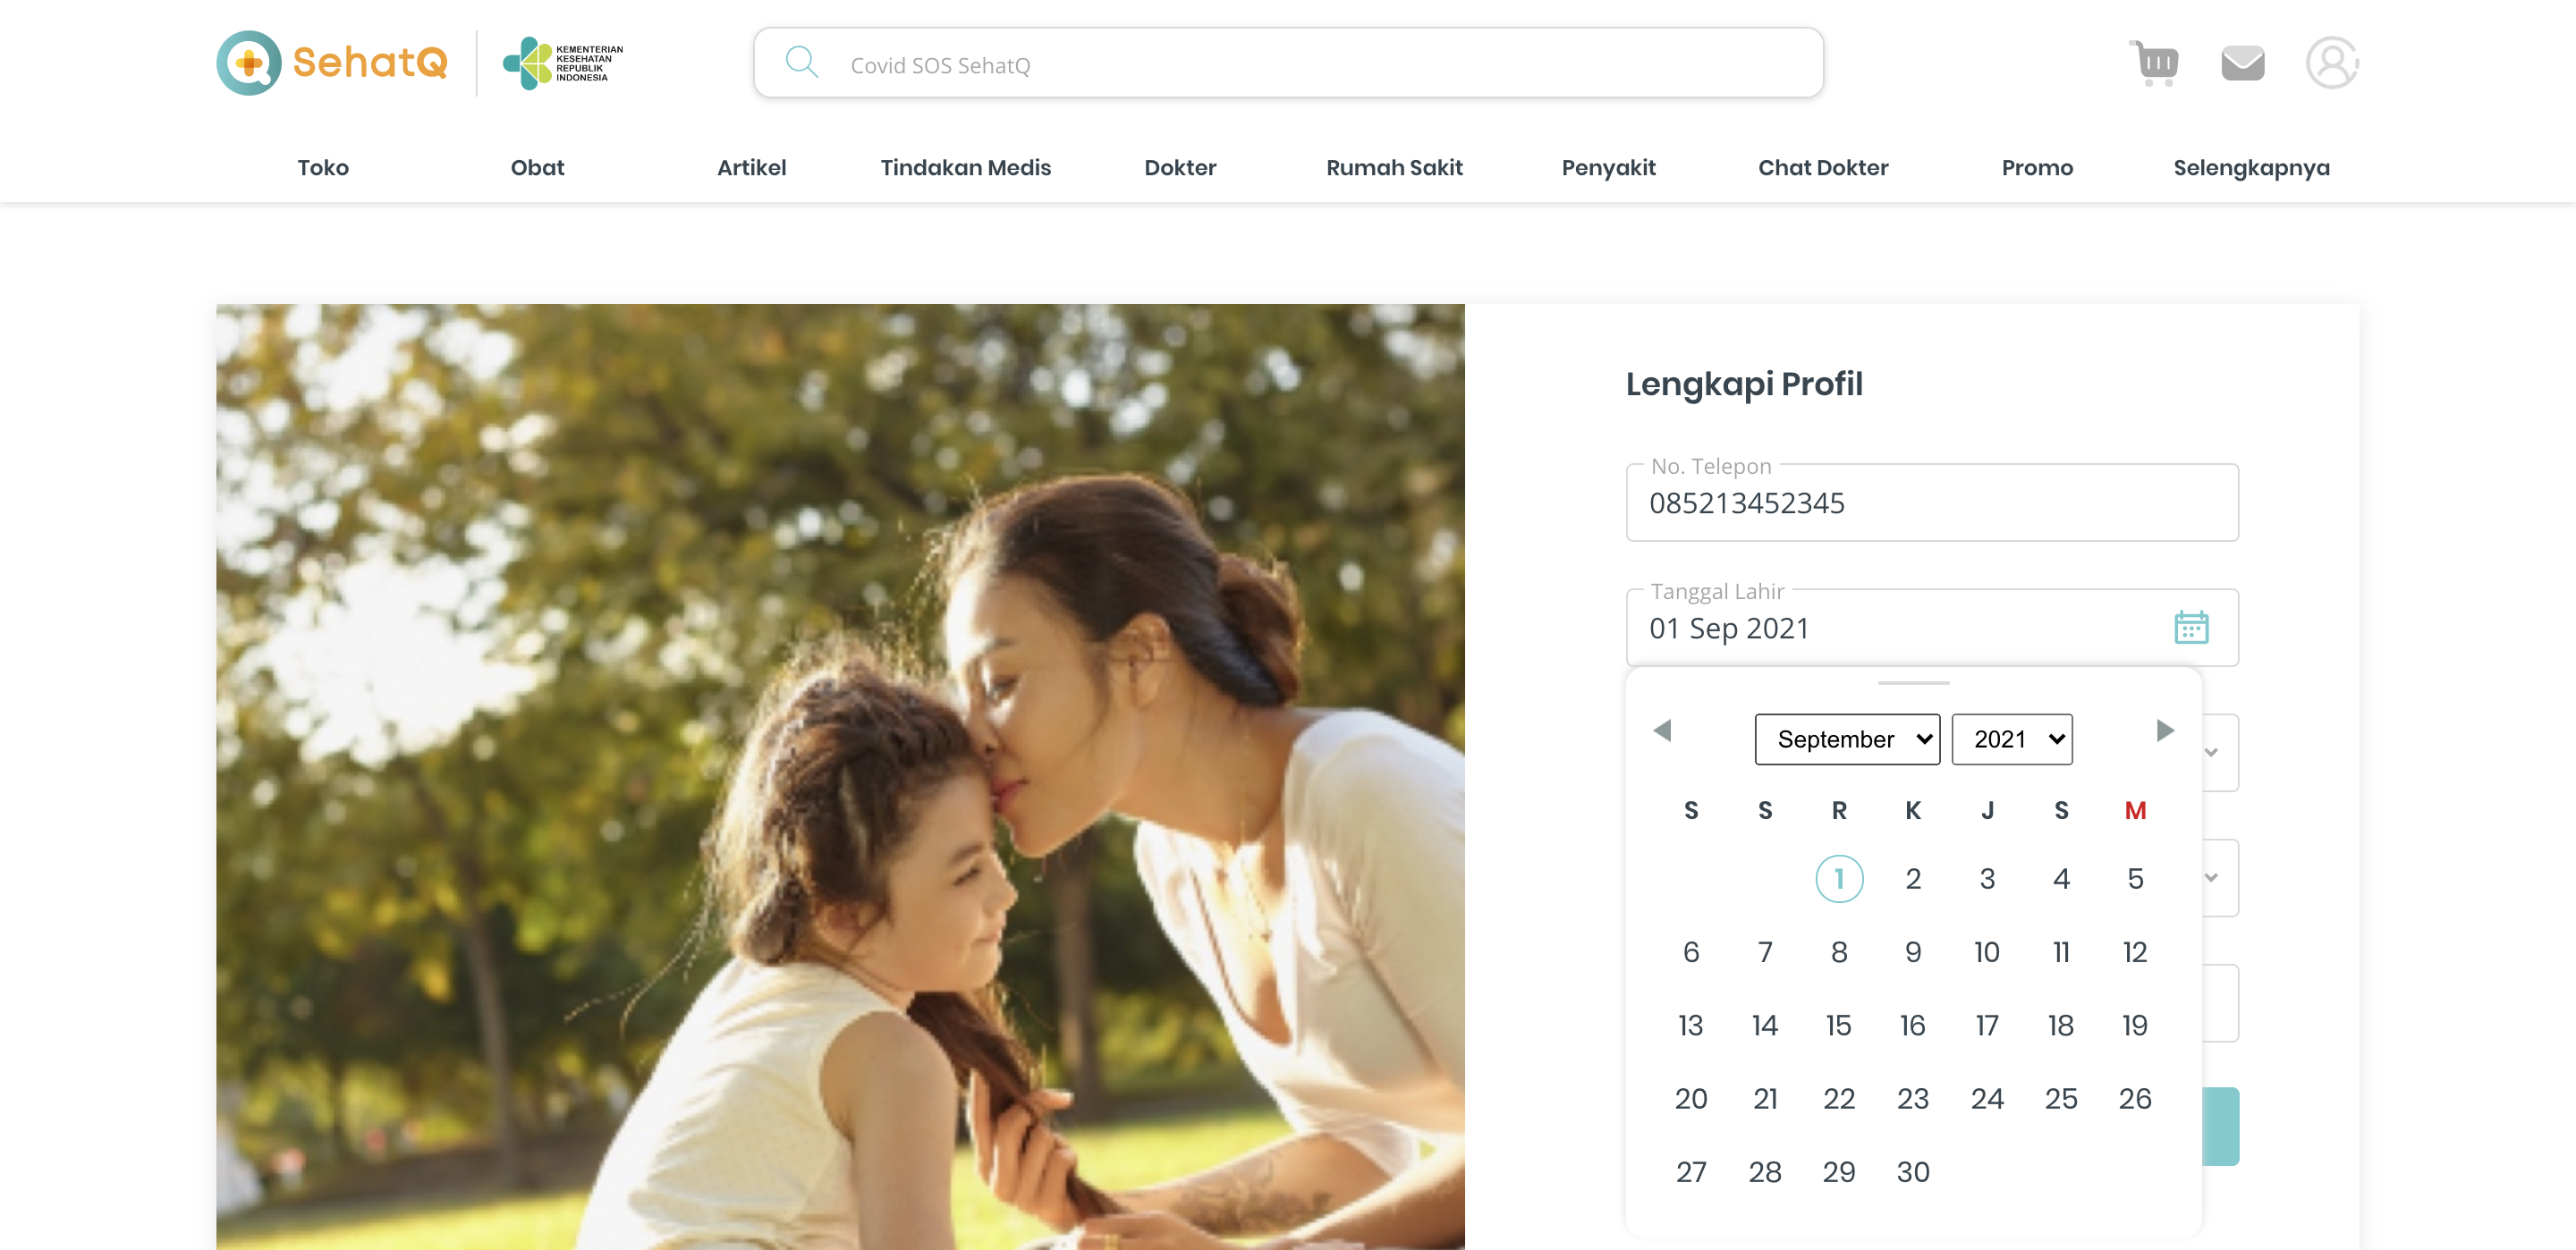 SehatQ
KEMENTERIAN
KESEHATAN
REPUBLIK
INDONESIA
Covid SOS SehatQ
Toko Obat Artikel Tindakan Medis Dokter Rumah Sakit Penyakit Chat Dokter Promo Selengkapnya
Lengkapi Profil
No. Telepon
085213452345
Tanggal Lahir
01 Sep 2021
September 2021
S S R K J S M
1 2 3 4 5
6 7 8 9 10 11 12
13 14 15 16 17 18 19
20 21 22 23 24 25 26
27 28 29 30